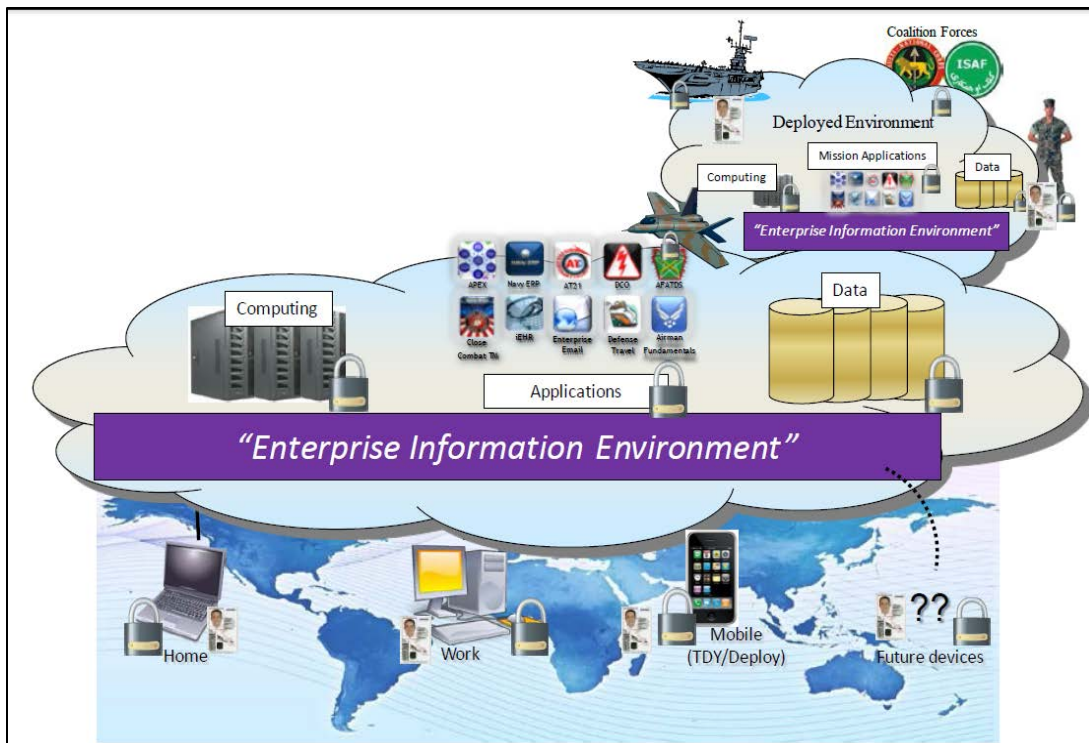 Coalition Forces
ISAF
Deployed Environment
Mission Applications
Computing
Data
"Enterprise Information Environment"
Computing
Data
APEX
Navy ERP
AT21
DCO
AFATDS
Close
Combat TM
iEHR
Enterprise
Email
Defense
Travel
Airman
Fundamentals
Applications
"Enterprise Information Environment"
Home
Work
Mobile
(TDY/Deploy)
??
Future devices